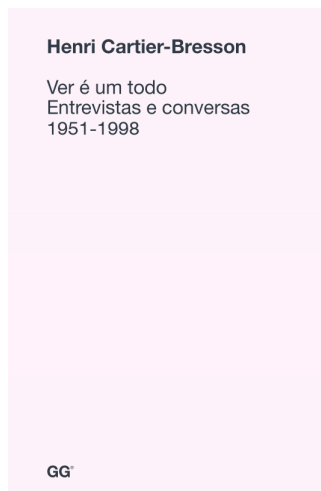 Henri Cartier-Bresson
Ver é um todo
Entrevistas e conversas
1951-1998
GG®